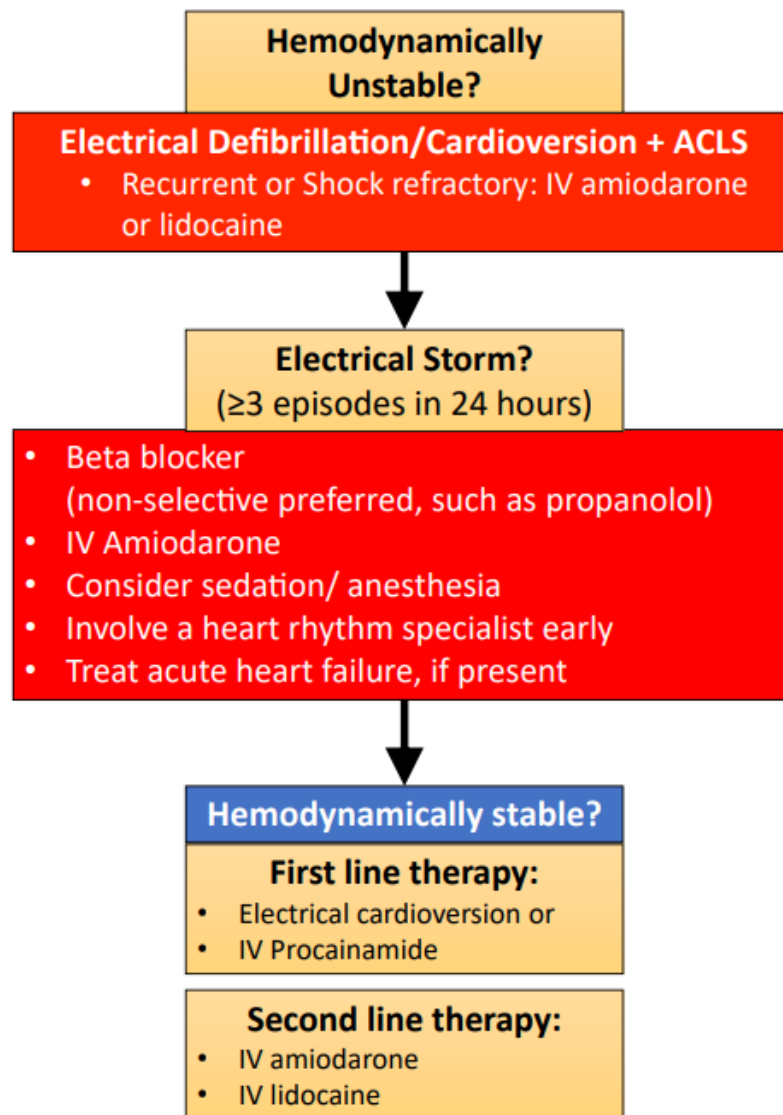 Hemodynamically
Unstable?
Electrical Defibrillation/Cardioversion + ACLS
• Recurrent or Shock refractory: IV amiodarone
or lidocaine
Electrical Storm?
(≥3 episodes in 24 hours)
• Beta blocker
(non-selective preferred, such as propanolol)
• IV Amiodarone
• Consider sedation/ anesthesia
• Involve a heart rhythm specialist early
• Treat acute heart failure, if present
Hemodynamically stable?
First line therapy:
• Electrical cardioversion or
• IV Procainamide
Second line therapy:
• IV amiodarone
• IV lidocaine